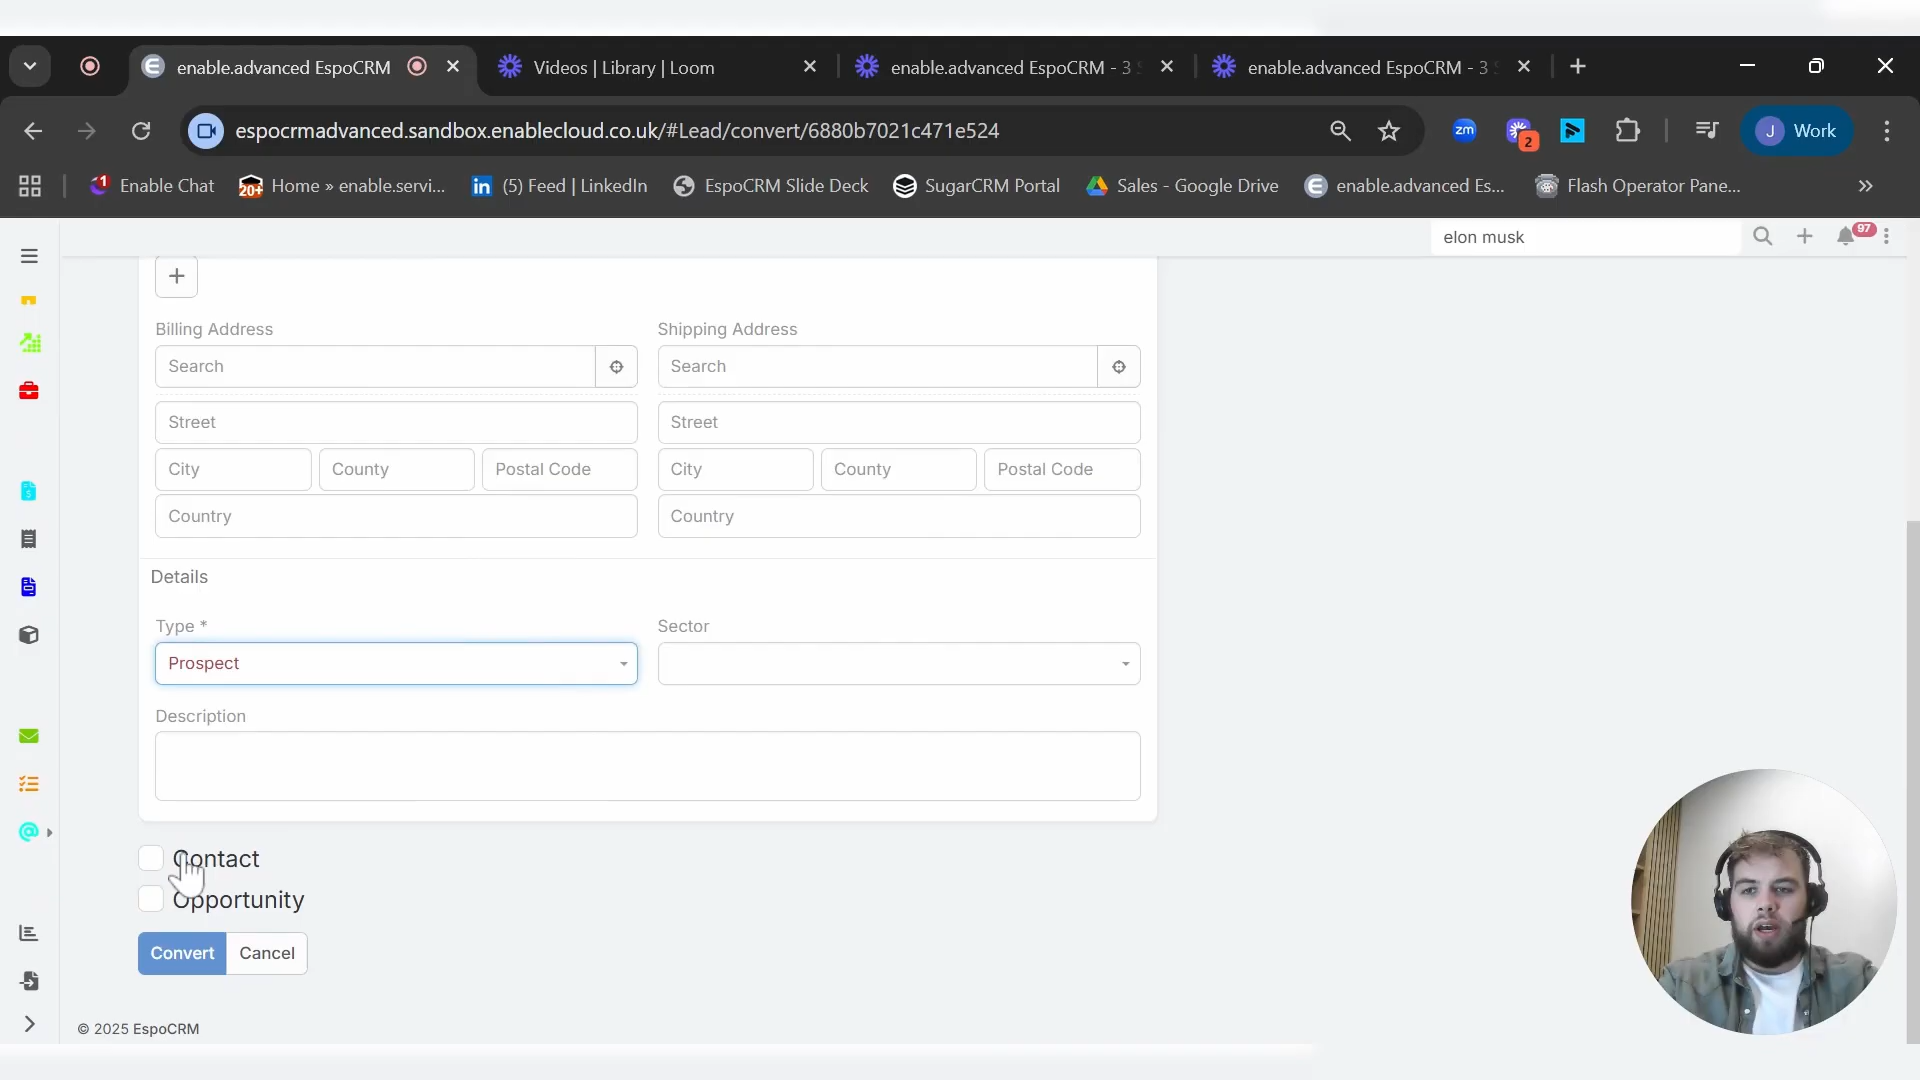 enable.advanced EspoCRM
Videos | Library | Loom
enable.advanced EspoCRM - 3
enable.advanced EspoCRM - 3
espocrmadvanced.sandbox.enablecloud.co.uk/#Lead/convert/6880b7021c471e524
zm
2
J Work
1 Enable Chat
20+ Home » enable.servi...
in (5) Feed | LinkedIn
EspoCRM Slide Deck
SugarCRM Portal
Sales - Google Drive
enable.advanced Es...
Flash Operator Pane...
elon musk
97
Billing Address
Shipping Address
Search
Search
Street
Street
City County Postal Code
City County Postal Code
Country
Country
Details
Type *
Sector
Prospect
Description
Contact
Opportunity
Convert Cancel
© 2025 EspoCRM